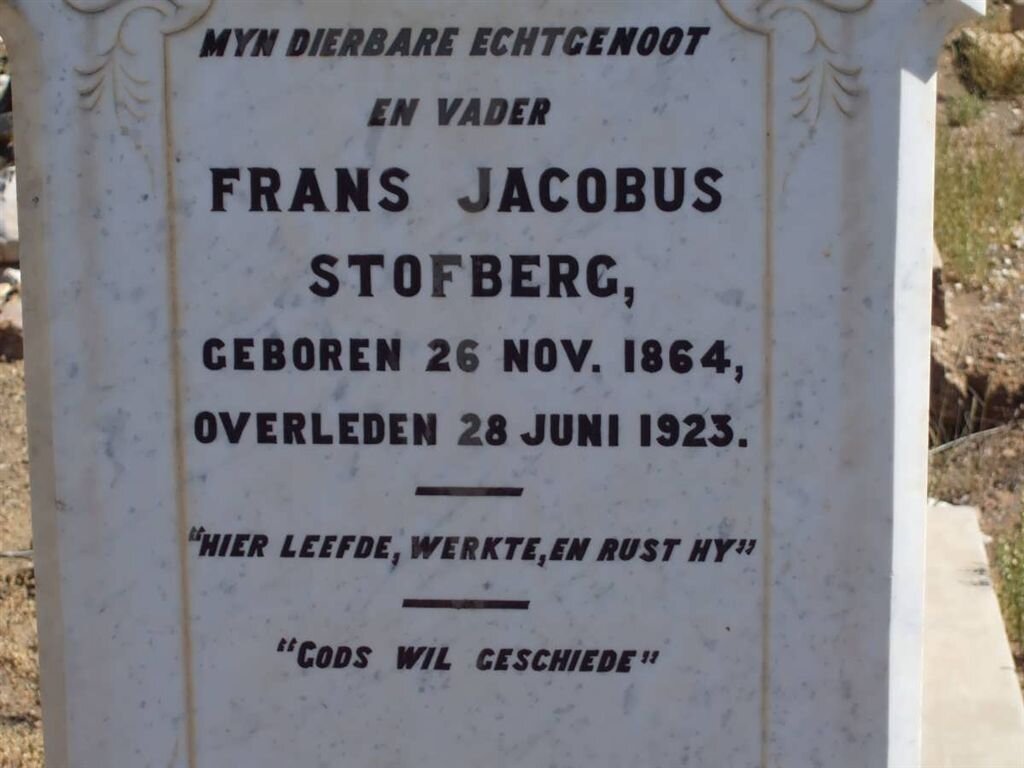 MYN DIERBARE ECHTGENOOT
EN VADER
FRANS JACOBUS
STOFBERG,
GEBOREN 26 NOV. 1864,
OVERLEDEN 28 JUNI 1923.
"HIER LEEFDE, WERKTE, EN RUST HY"
"GODS WIL GESCHIEDE"